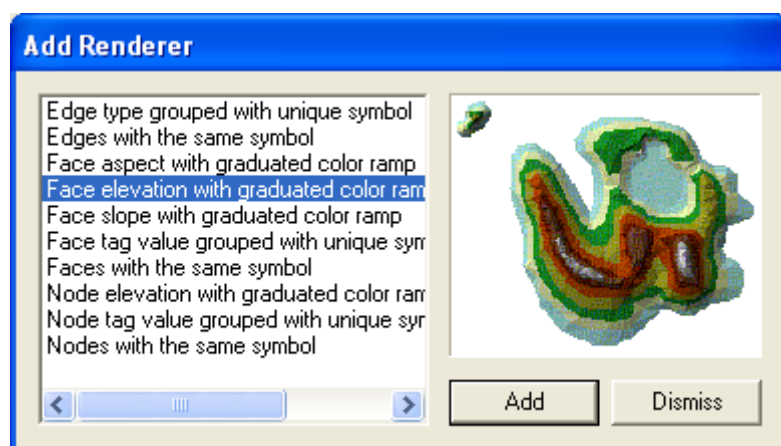 Add Renderer
Edge type grouped with unique symbol
Edges with the same symbol
Face aspect with graduated color ramp
Face elevation with graduated color ram
Face slope with graduated color ramp
Face tag value grouped with unique sym
Faces with the same symbol
Node elevation with graduated color ram
Node tag value grouped with unique syr
Nodes with the same symbol
Add
Dismiss